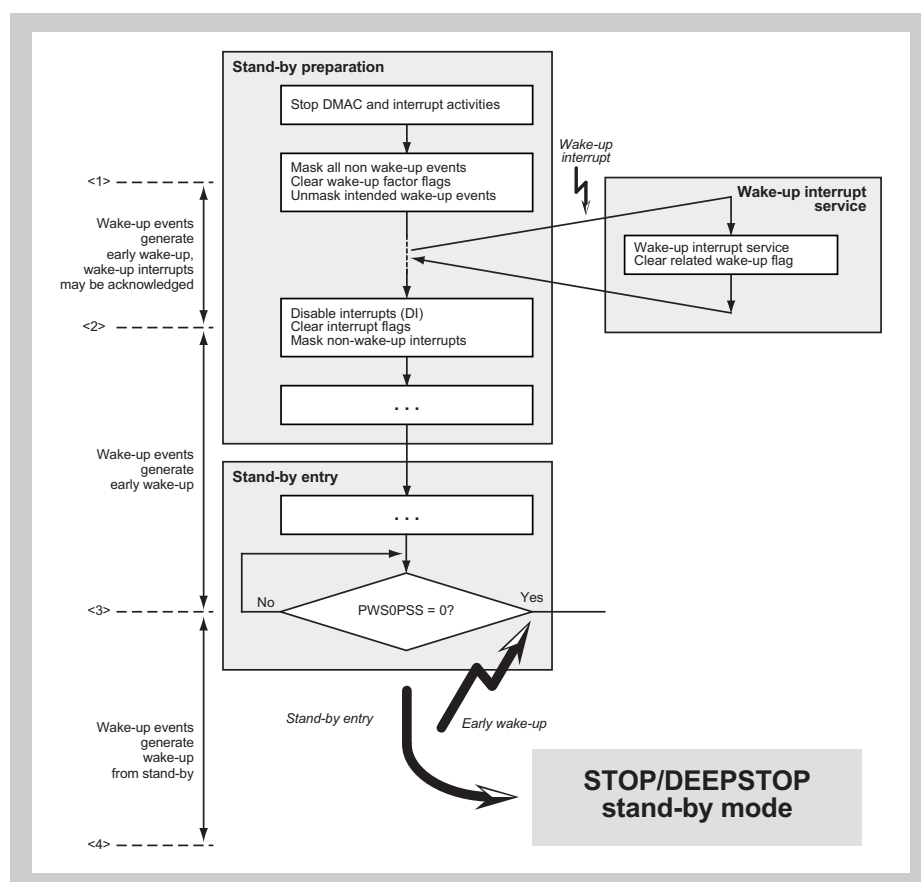 Stand-by preparation
Stop DMAC and interrupt activities
Mask all non wake-up events
Clear wake-up factor flags
Unmask intended wake-up events
Wake-up
interrupt
Wake-up interrupt
service
Wake-up interrupt service
Clear related wake-up flag
<1>
Wake-up events
generate
early wake-up,
wake-up interrupts
may be acknowledged
<2>
Disable interrupts (DI)
Clear interrupt flags
Mask non-wake-up interrupts
. . .
Wake-up events
generate
early wake-up
Stand-by entry
. . .
No
PWS0PSS = 0?
Yes
<3>
Stand-by entry
Early wake-up
Wake-up events
generate
wake-up
from stand-by
STOP/DEEPSTOP
stand-by mode
<4>